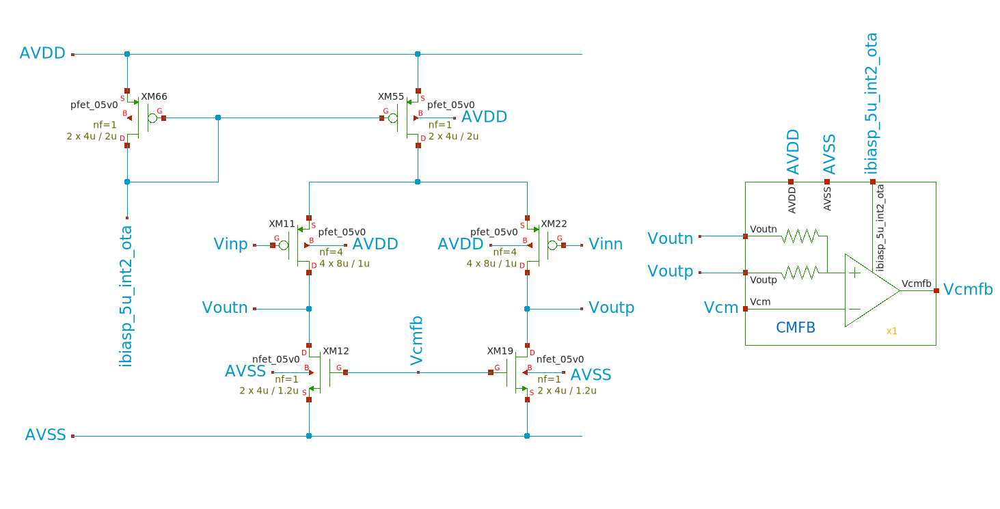 AVDD
S
XM66
pfet_05v0
B
G
nf=1
2 x 4u / 2u
D
XM55
S
pfet_05v0
G
B
AVDD
nf=1
D
2 x 4u / 2u
ibiasp_5u_int2_ota
XM11
S
pfet_05v0
Vinp
G
B
AVDD
nf=4
D
4 x 8u / 1u
S
XM22
pfet_05v0
AVDD
B
G
Vinn
nf=4
4 x 8u / 1u
D
Voutn
Voutp
Vcmfb
XM12
D
nfet_05v0
AVSS
B
G
nf=1
2 x 4u / 1.2u
S
XM19
D
nfet_05v0
G
B
AVSS
nf=1
2 x 4u / 1.2u
S
AVSS
AVDD
AVSS
ibiasp_5u_int2_ota
AVDD
AVSS
ibiasp_5u_int2_ota
Voutn
Voutn
Voutp
Voutp
Vcm
Vcm
Vcmfb
Vcmfb
CMFB
x1